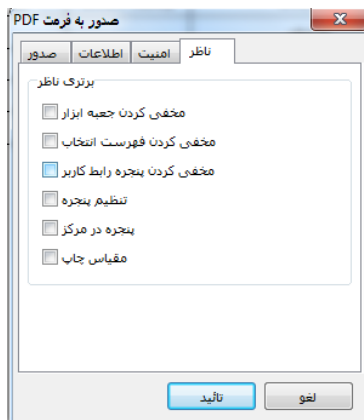 صدور به فرمت PDF
ناظر
امنیت
اطلاعات
صدور
برتری ناظر
مخفی کردن جعبه ابزار
مخفی کردن فهرست انتخاب
مخفی کردن پنجره رابط کاربر
تنظیم پنجره
پنجره در مرکز
مقیاس چاپ
لغو
تائید